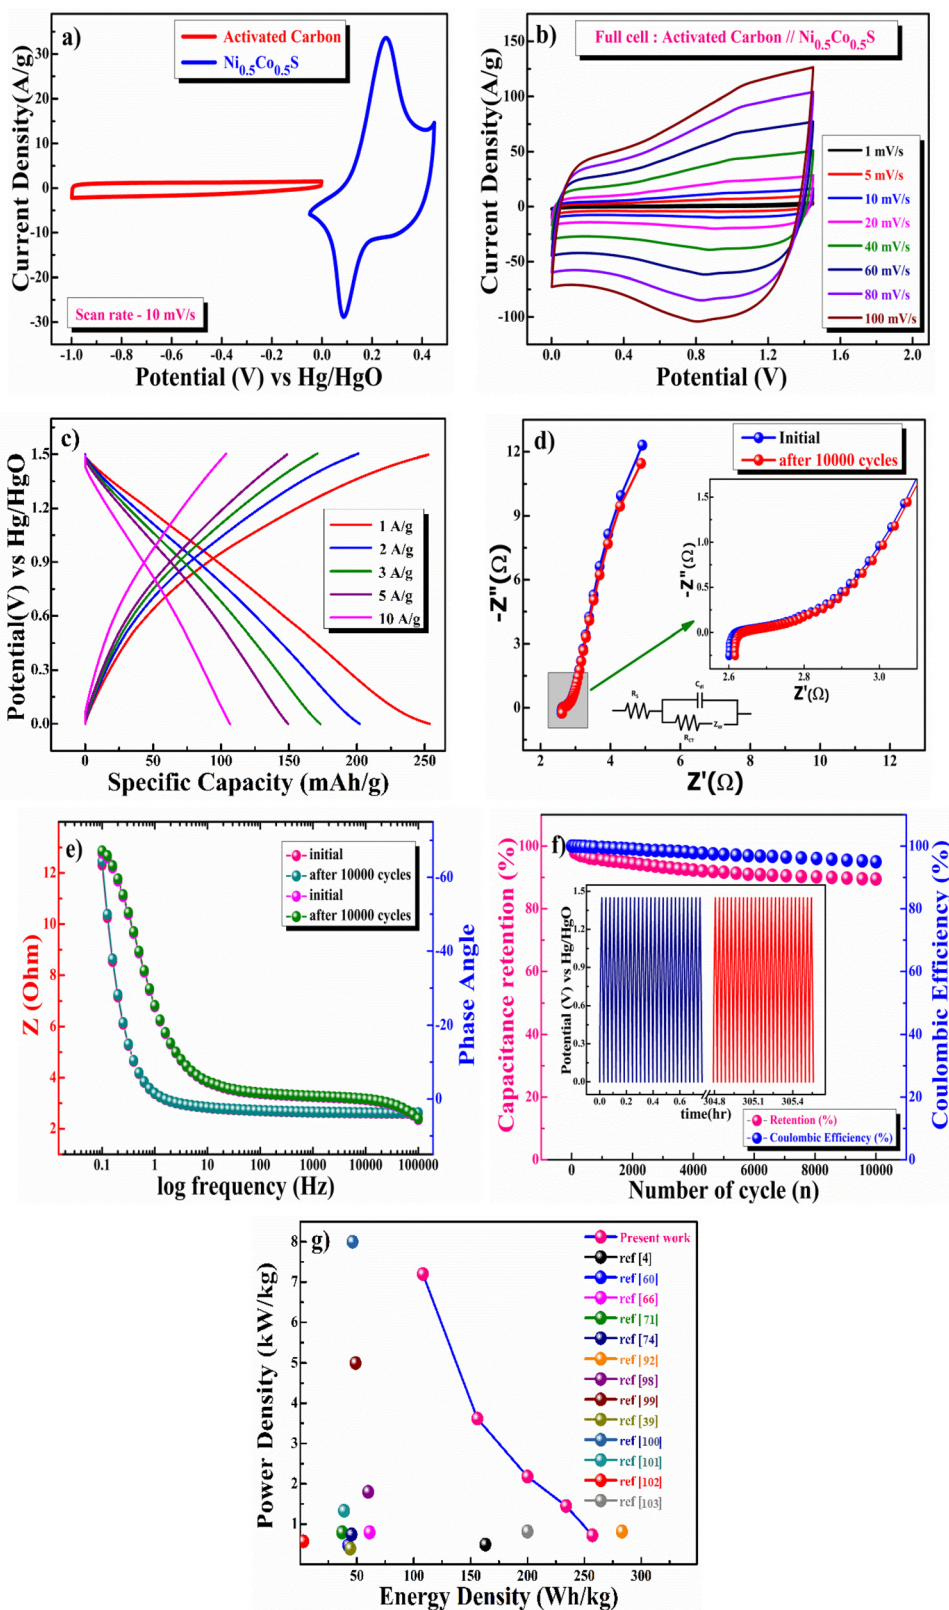 a)
Activated Carbon
Ni0.5Co0.5S
Current Density(A/g)
30
20
10
0
-10
-20
-30
Scan rate - 10 mV/s
-1.0 -0.8 -0.6 -0.4 -0.2 0.0 0.2 0.4
Potential (V) vs Hg/HgO
b)
Full cell : Activated Carbon // Ni0.5Co0.5S
Current Density(A/g)
150
100
50
0
-50
-100
1 mV/s
5 mV/s
10 mV/s
20 mV/s
40 mV/s
60 mV/s
80 mV/s
100 mV/s
0.0 0.4 0.8 1.2 1.6 2.0
Potential (V)
c)
Potential(V) vs Hg/HgO
1.5
1.2
0.9
0.6
0.3
0.0
1 A/g
2 A/g
3 A/g
5 A/g
10 A/g
0 50 100 150 200 250
Specific Capacity (mAh/g)
d)
Initial
after 10000 cycles
-Z''(Ω)
-12
-9
-6
-3
0
1.5
1.0
0.5
0.0
-Z''(Ω)
2.6 2.8 3.0
Z'(Ω)
2 4 6 8 10 12
Z'(Ω)
e)
initial
after 10000 cycles
initial
after 10000 cycles
Z (Ohm)
12
10
8
6
4
2
Phase Angle
-60
-40
-20
0
0.1 1 10 100 1000 10000 100000
log frequency (Hz)
f)
Capacitance retention (%)
100
80
60
40
20
0
Coulombic Efficiency (%)
100
80
60
40
20
0
Potential (V) vs Hg/HgO
1.5
1.2
0.9
0.6
0.3
0.0
0.0 0.2 0.4 0.6 304.8 305.1 305.4
time(hr)
Retention (%)
Coulombic Efficiency (%)
0 2000 4000 6000 8000 10000
Number of cycle (n)
g)
Power Density (kW/kg)
8
7
6
5
4
3
2
1
Present work
ref [4]
ref [60]
ref [66]
ref [71]
ref [74]
ref [92]
ref [98]
ref [99]
ref [39]
ref [100]
ref [101]
ref [102]
ref [103]
50 100 150 200 250 300
Energy Density (Wh/kg)